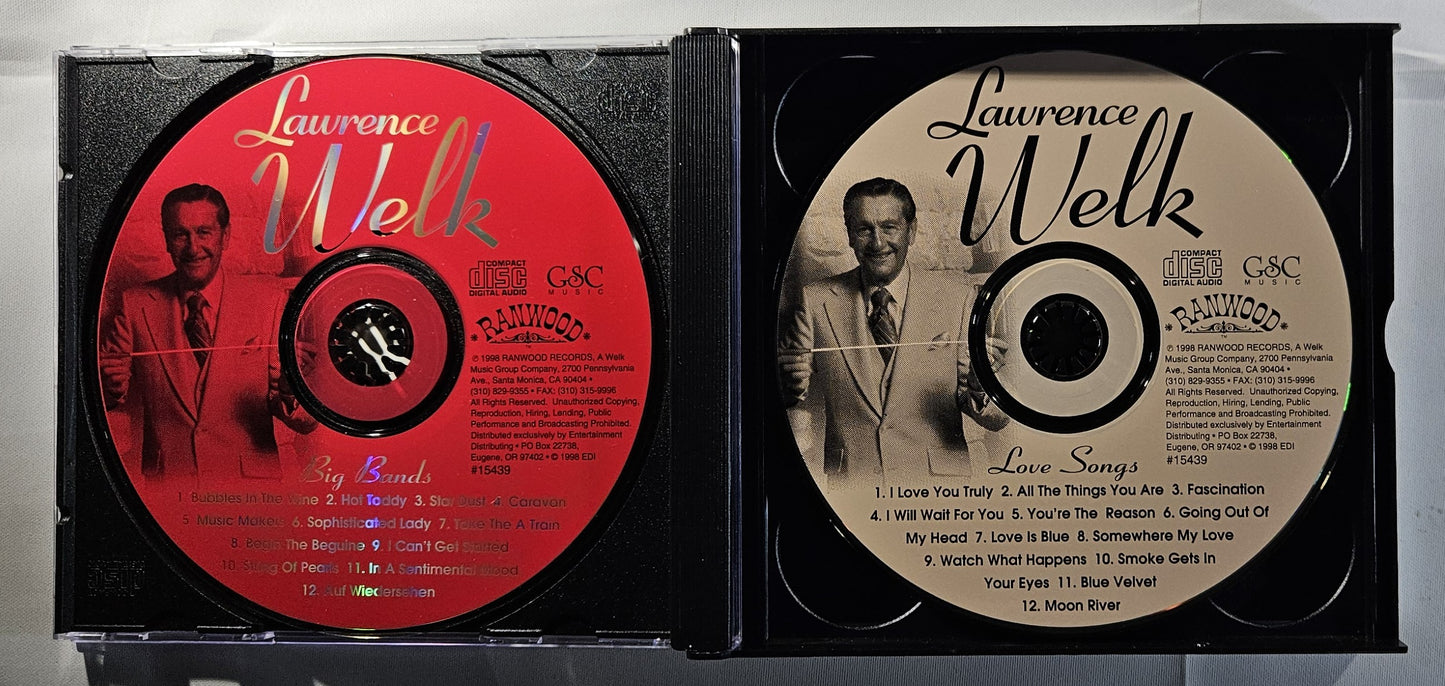 Lawrence
Welk
COMPACT
disc
DIGITAL AUDIO
GSC
MUSIC
RANWOOD
™
℗ 1998 RANWOOD RECORDS, A Welk
Music Group Company, 2700 Pennsylvania
Ave., Santa Monica, CA 90404 •
(310) 829-9355 • FAX: (310) 315-9996
All Rights Reserved. Unauthorized Copying,
Reproduction, Hiring, Lending, Public
Performance and Broadcasting Prohibited.
Distributed exclusively by Entertainment
Distributing • PO Box 22738,
Eugene, OR 97402 • © 1998 EDI
#15439
Big Bands
1. Bubbles In The Wine 2. Hot Toddy 3. Star Dust 4. Caravan
5. Music Makers 6. Sophisticated Lady 7. Take The A Train
8. Begin The Beguine 9. I Can't Get Started
10. String Of Pearls 11. In A Sentimental Mood
12. Auf Wiedersehen
Lawrence
Welk
COMPACT
disc
DIGITAL AUDIO
GSC
MUSIC
RANWOOD
™
℗ 1998 RANWOOD RECORDS, A Welk
Music Group Company, 2700 Pennsylvania
Ave., Santa Monica, CA 90404 •
(310) 829-9355 • FAX: (310) 315-9996
All Rights Reserved. Unauthorized Copying,
Reproduction, Hiring, Lending, Public
Performance and Broadcasting Prohibited.
Distributed exclusively by Entertainment
Distributing • PO Box 22738,
Eugene, OR 97402 • © 1998 EDI
#15439
Love Songs
1. I Love You Truly 2. All The Things You Are 3. Fascination
4. I Will Wait For You 5. You're The Reason 6. Going Out Of
My Head 7. Love Is Blue 8. Somewhere My Love
9. Watch What Happens 10. Smoke Gets In
Your Eyes 11. Blue Velvet
12. Moon River